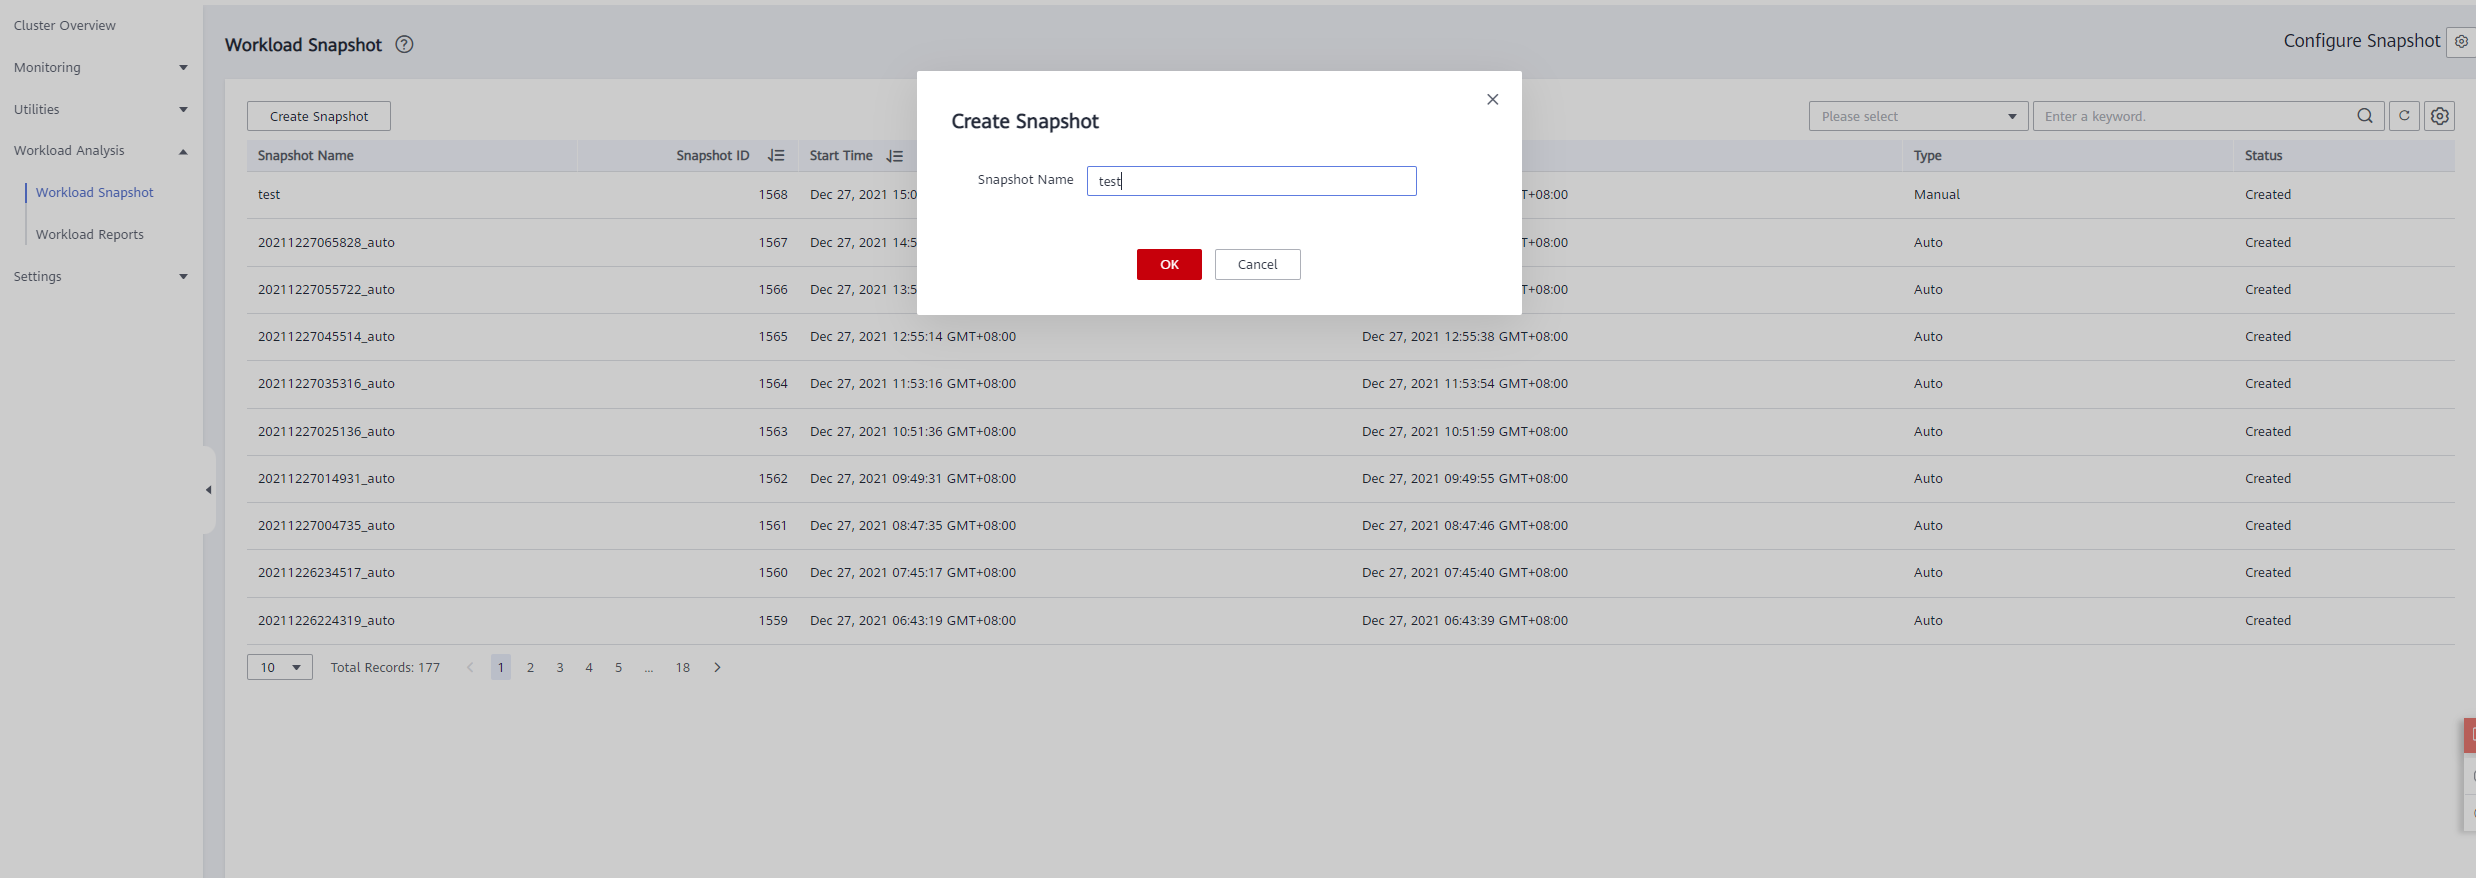 Cluster Overview
Monitoring
Utilities
Workload Analysis
Workload Snapshot
Workload Reports
Settings
Workload Snapshot ?
Configure Snapshot
Create Snapshot
Please select
Enter a keyword.
Create Snapshot
Snapshot Name test
OK Cancel
Snapshot Name Snapshot ID Start Time Type Status
test 1568 Dec 27, 2021 15:0 T+08:00 Manual Created
20211227065828_auto 1567 Dec 27, 2021 14:5 T+08:00 Auto Created
20211227055722_auto 1566 Dec 27, 2021 13:5 T+08:00 Auto Created
20211227045514_auto 1565 Dec 27, 2021 12:55:14 GMT+08:00 Dec 27, 2021 12:55:38 GMT+08:00 Auto Created
20211227035316_auto 1564 Dec 27, 2021 11:53:16 GMT+08:00 Dec 27, 2021 11:53:54 GMT+08:00 Auto Created
20211227025136_auto 1563 Dec 27, 2021 10:51:36 GMT+08:00 Dec 27, 2021 10:51:59 GMT+08:00 Auto Created
20211227014931_auto 1562 Dec 27, 2021 09:49:31 GMT+08:00 Dec 27, 2021 09:49:55 GMT+08:00 Auto Created
20211227004735_auto 1561 Dec 27, 2021 08:47:35 GMT+08:00 Dec 27, 2021 08:47:46 GMT+08:00 Auto Created
20211226234517_auto 1560 Dec 27, 2021 07:45:17 GMT+08:00 Dec 27, 2021 07:45:40 GMT+08:00 Auto Created
20211226224319_auto 1559 Dec 27, 2021 06:43:19 GMT+08:00 Dec 27, 2021 06:43:39 GMT+08:00 Auto Created
10 Total Records: 177 < 1 2 3 4 5 ... 18 >